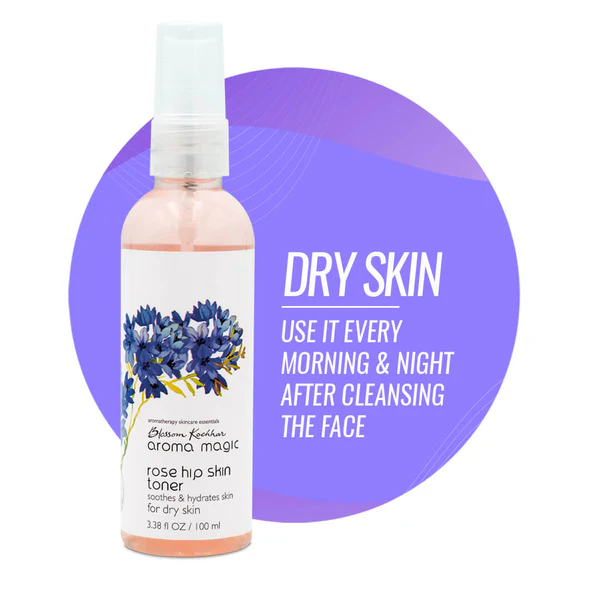 DRY SKIN
USE IT EVERY
MORNING & NIGHT
AFTER CLEANSING
THE FACE
aromatherapy skincare essentials
Blossom Kochhar
aroma magic
rose hip skin
toner
soothes & hydrates skin
for dry skin
3.38 fl OZ / 100 ml